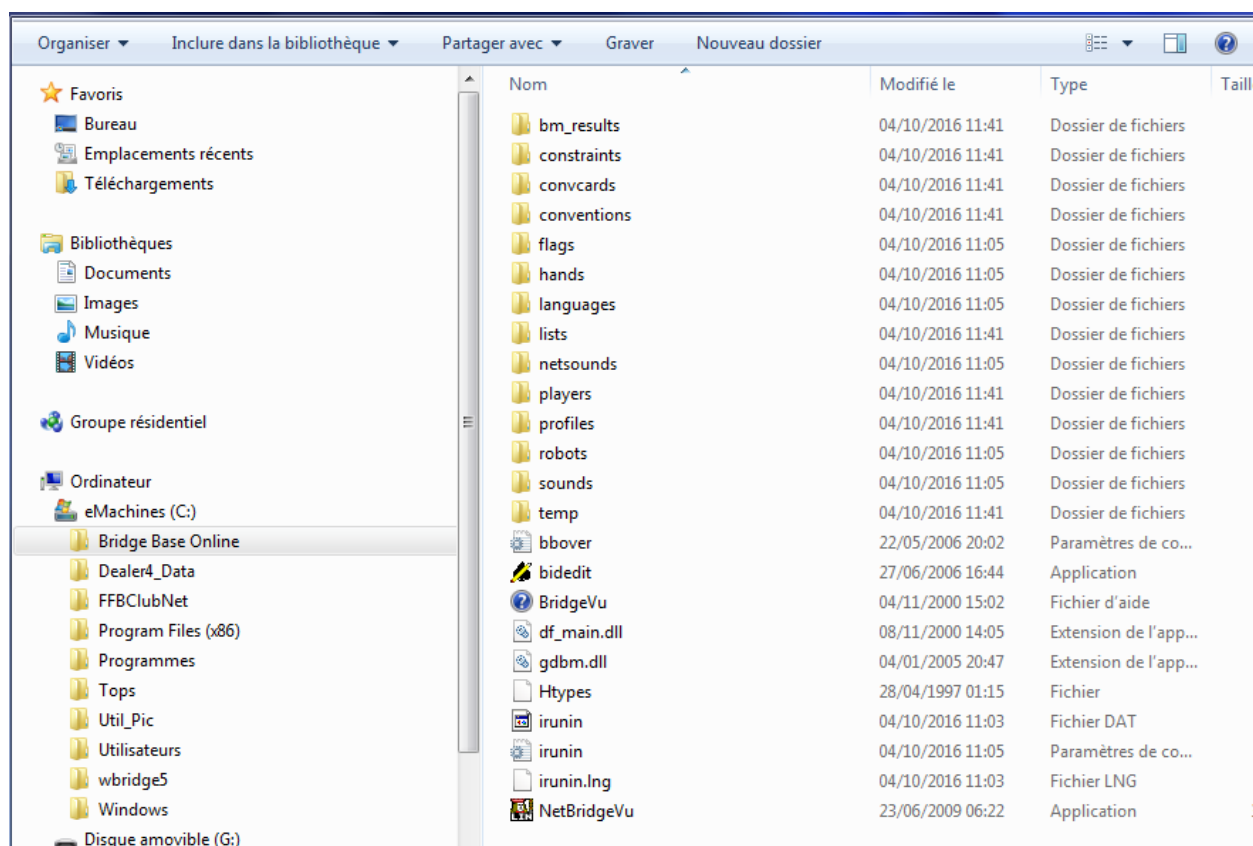 Organiser Inclure dans la bibliothèque Partager avec Graver Nouveau dossier
Favoris
Bureau
Emplacements récents
Téléchargements
Bibliothèques
Documents
Images
Musique
Vidéos
Groupe résidentiel
Ordinateur
eMachines (C:)
Bridge Base Online
Dealer4_Data
FFBClubNet
Program Files (x86)
Programmes
Tops
Util_Pic
Utilisateurs
wbridge5
Windows
Disque amovible (G:)
Nom Modifié le Type Taill
bm_results 04/10/2016 11:41 Dossier de fichiers
constraints 04/10/2016 11:41 Dossier de fichiers
convcards 04/10/2016 11:41 Dossier de fichiers
conventions 04/10/2016 11:41 Dossier de fichiers
flags 04/10/2016 11:05 Dossier de fichiers
hands 04/10/2016 11:05 Dossier de fichiers
languages 04/10/2016 11:05 Dossier de fichiers
lists 04/10/2016 11:41 Dossier de fichiers
netsounds 04/10/2016 11:05 Dossier de fichiers
players 04/10/2016 11:41 Dossier de fichiers
profiles 04/10/2016 11:41 Dossier de fichiers
robots 04/10/2016 11:05 Dossier de fichiers
sounds 04/10/2016 11:05 Dossier de fichiers
temp 04/10/2016 11:41 Dossier de fichiers
bbover 22/05/2006 20:02 Paramètres de co...
bidedit 27/06/2006 16:44 Application
BridgeVu 04/11/2000 15:02 Fichier d'aide
df_main.dll 08/11/2000 14:05 Extension de l'app...
gdbm.dll 04/01/2005 20:47 Extension de l'app...
Htypes 28/04/1997 01:15 Fichier
irunin 04/10/2016 11:03 Fichier DAT
irunin 04/10/2016 11:05 Paramètres de co...
irunin.lng 04/10/2016 11:03 Fichier LNG
NetBridgeVu 23/06/2009 06:22 Application